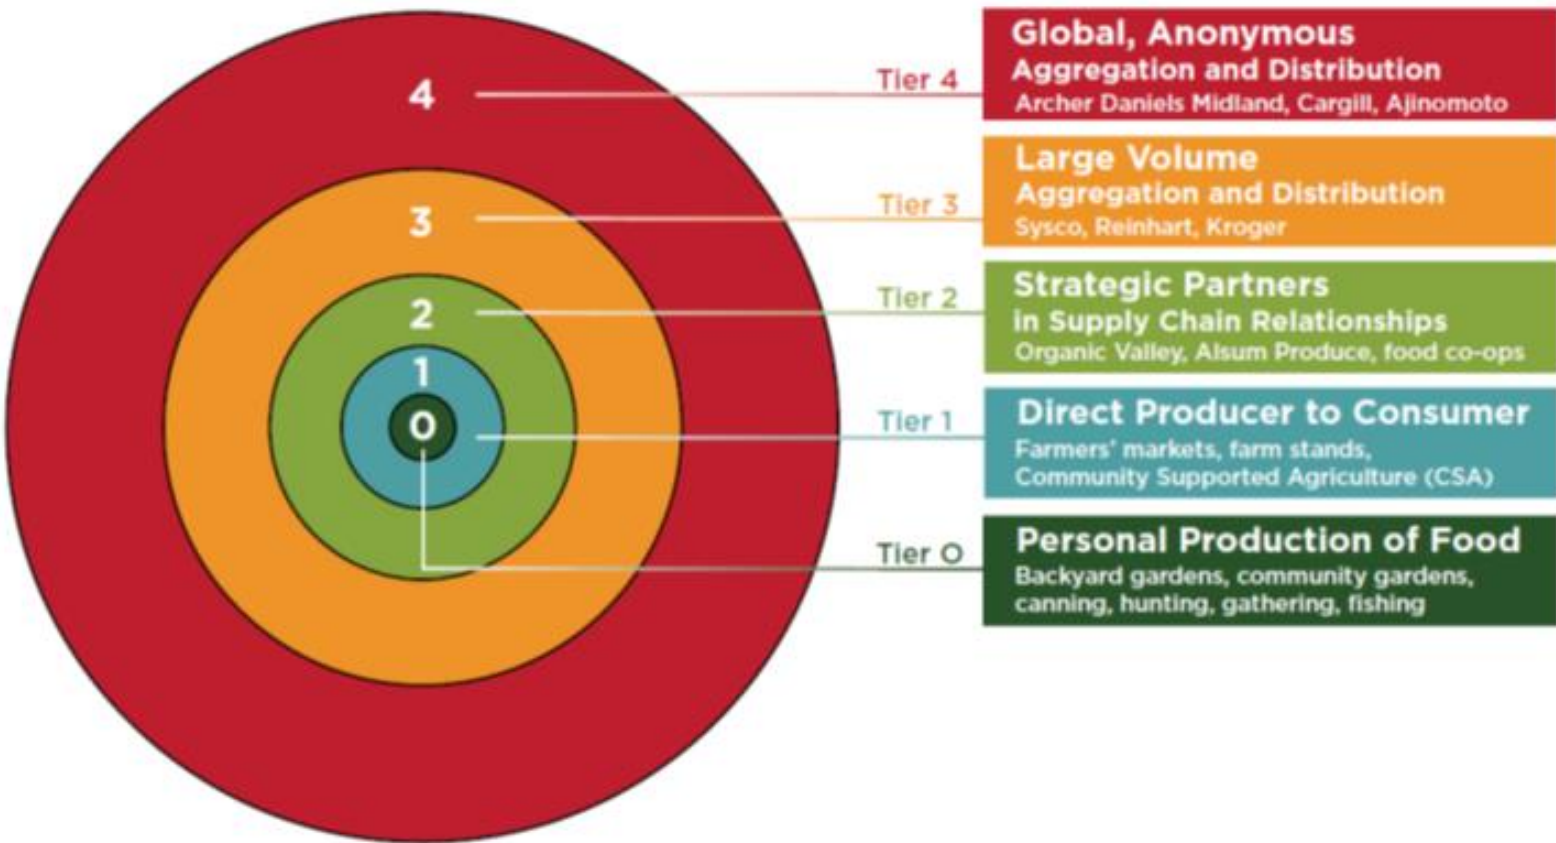 4
3
2
1
0
Tier 4
Global, Anonymous
Aggregation and Distribution
Archer Daniels Midland, Cargill, Ajinomoto
Tier 3
Large Volume
Aggregation and Distribution
Sysco, Reinhart, Kroger
Tier 2
Strategic Partners
in Supply Chain Relationships
Organic Valley, Alsum Produce, food co-ops
Tier 1
Direct Producer to Consumer
Farmers' markets, farm stands,
Community Supported Agriculture (CSA)
Tier 0
Personal Production of Food
Backyard gardens, community gardens,
canning, hunting, gathering, fishing